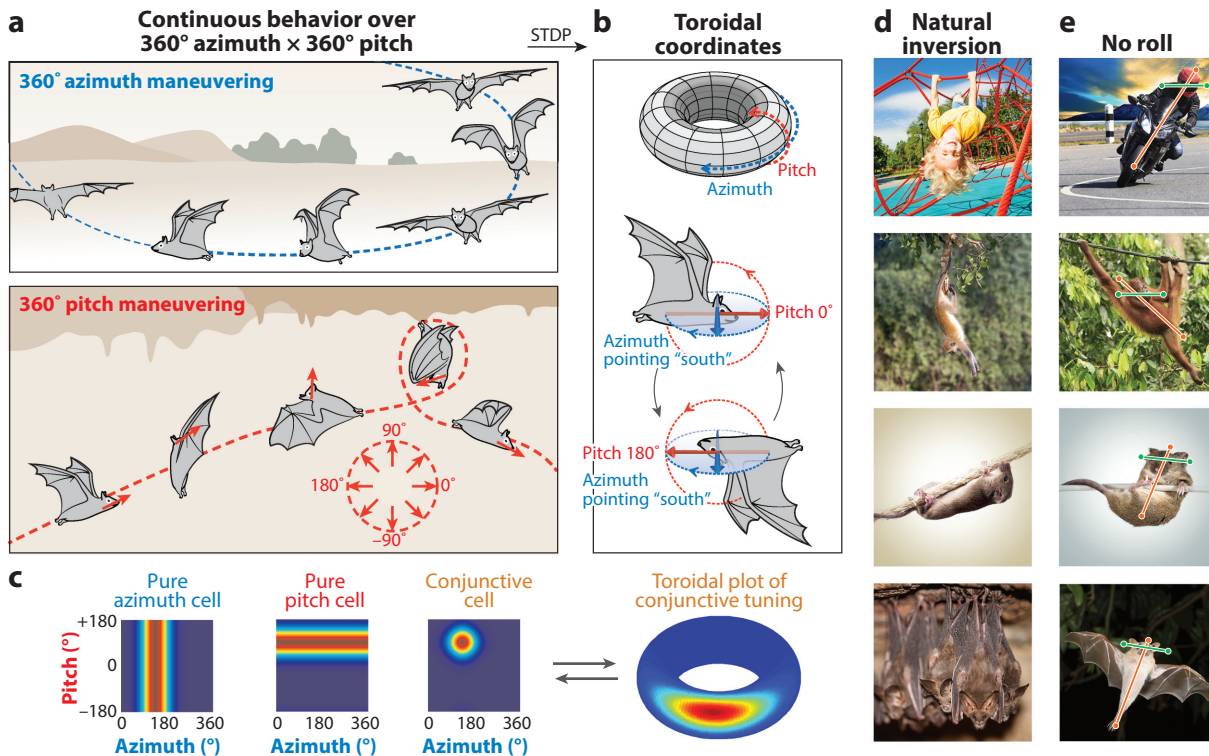 a
Continuous behavior over
360° azimuth × 360° pitch
STDP
b
Toroidal
coordinates
d
Natural
inversion
e
No roll
360° azimuth maneuvering
Pitch
Azimuth
360° pitch maneuvering
90°
180°
0°
–90°
Pitch 0°
Azimuth
pointing “south”
Pitch 180°
Azimuth
pointing “south”
c
Pure
azimuth cell
Pure
pitch cell
Conjunctive
cell
Toroidal plot of
conjunctive tuning
Pitch (°)
+180
0
–180
0 180 360
0 180 360
0 180 360
Azimuth (°)
Azimuth (°)